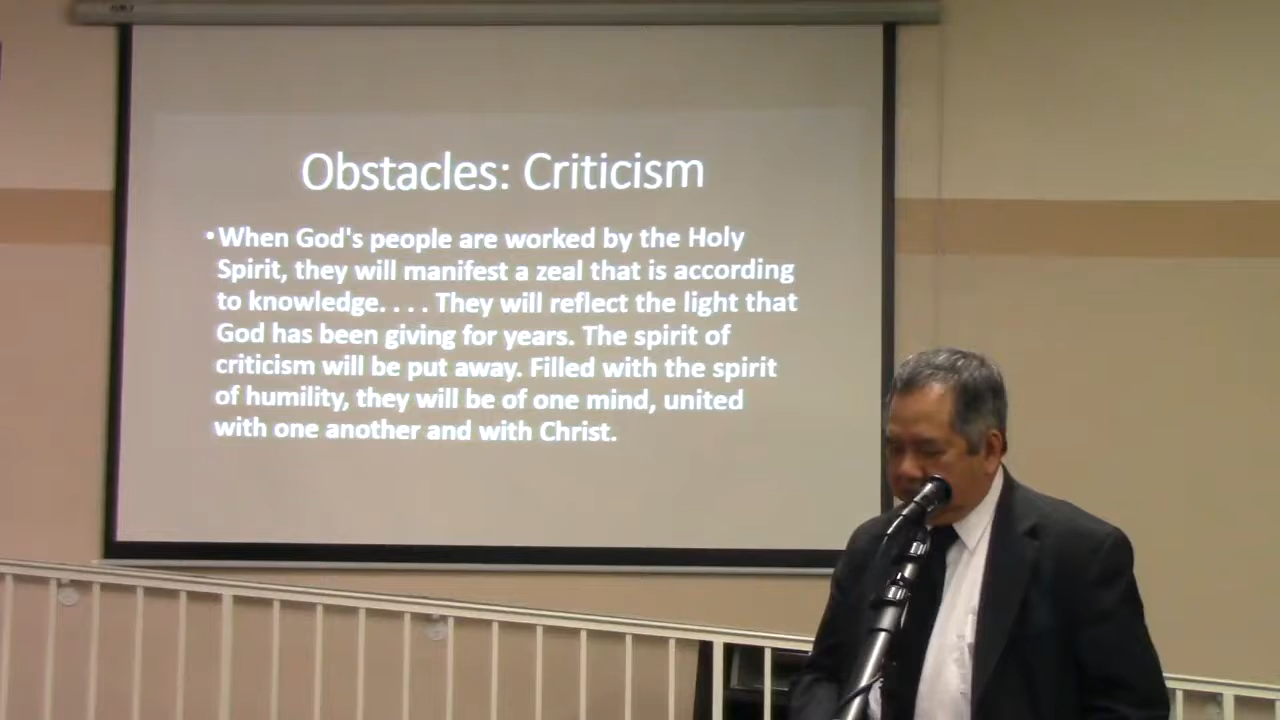 Obstacles: Criticism
•When God's people are worked by the Holy
Spirit, they will manifest a zeal that is according
to knowledge. . . . They will reflect the light that
God has been giving for years. The spirit of
criticism will be put away. Filled with the spirit
of humility, they will be of one mind, united
with one another and with Christ.